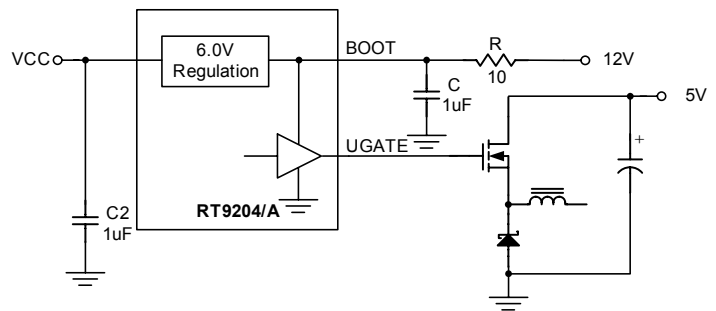 VCC
6.0V
Regulation
BOOT
R
10
12V
C
1uF
5V
UGATE
+
C2
1uF
RT9204/A